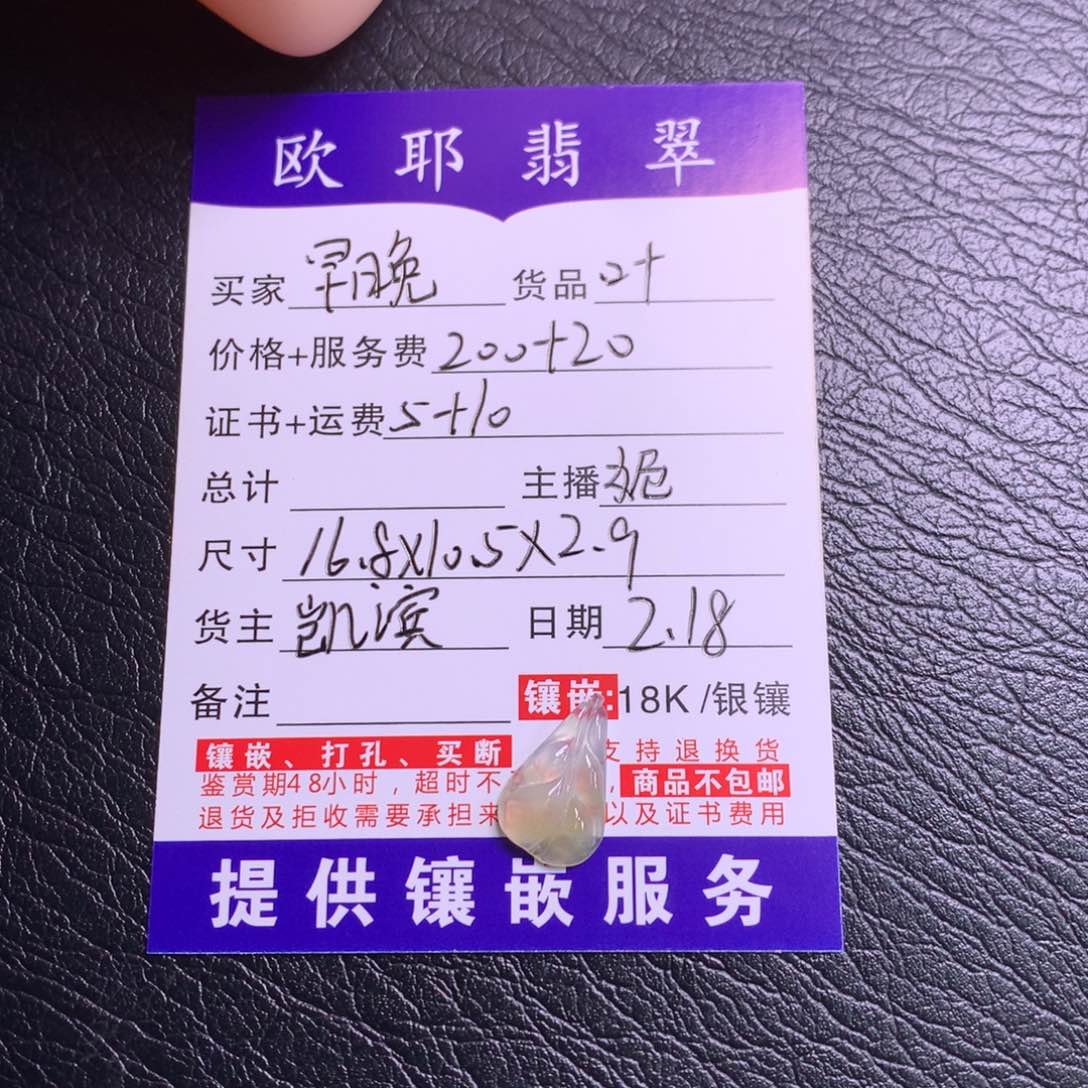 欧耶翡翠
买家 早晚 货品 叶
价格+服务费 200+20
证书+运费 5+10
总计 主播
尺寸 16.8X10.5X2.9
货主 凯滨 日期 2.18
备注 镶嵌:18K /银镶
镶嵌、打孔、买断 支持退换货
鉴赏期48小时，超时不 ，商品不包邮
退货及拒收需要承担来 以及证书费用
提供镶嵌服务